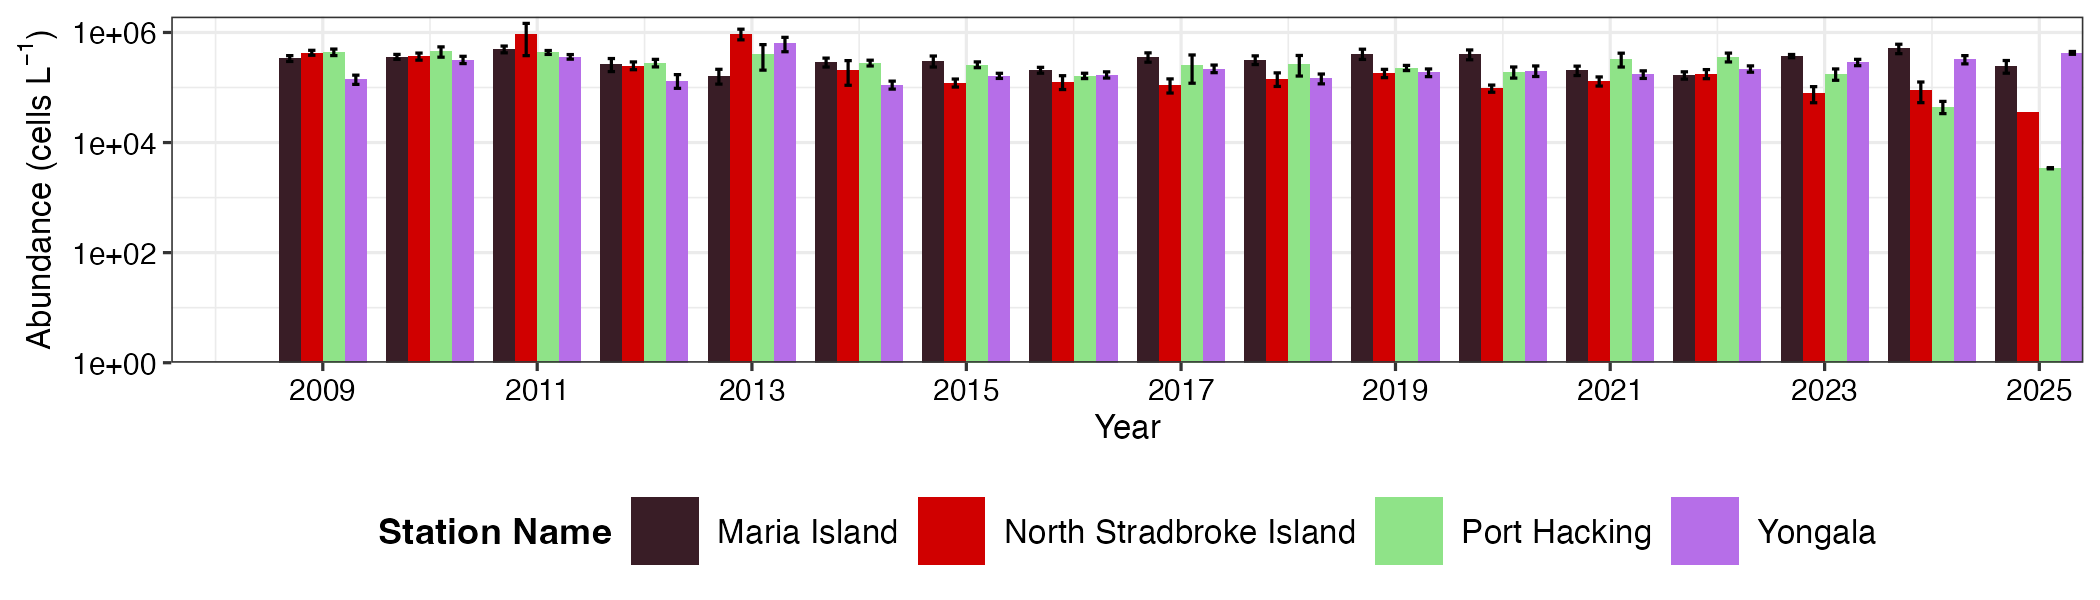 Abundance (cells L⁻¹)
1e+06
1e+04
1e+02
1e+00
2009 2011 2013 2015 2017 2019 2021 2023 2025
Year
Station Name Maria Island North Stradbroke Island Port Hacking Yongala